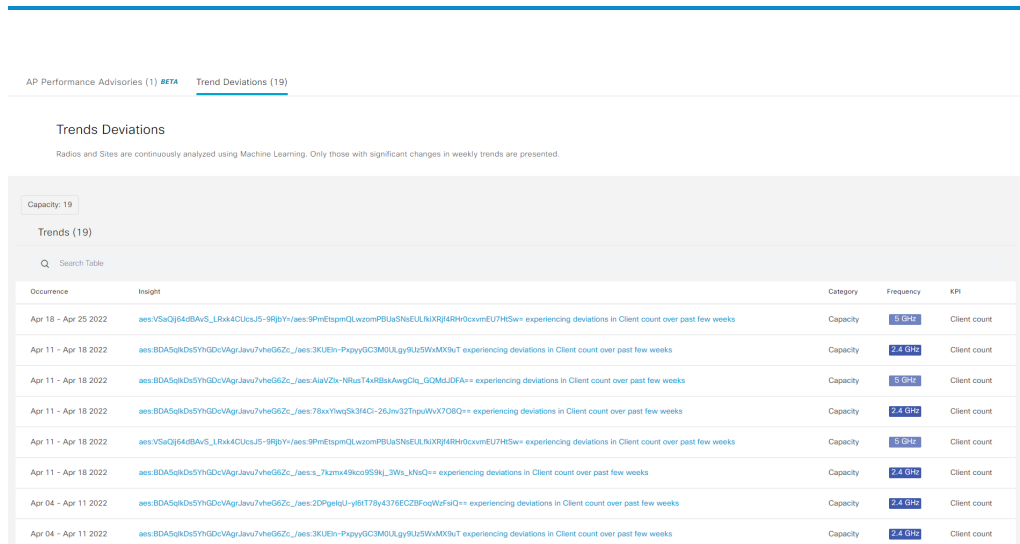 AP Performance Advisories (1) BETA Trend Deviations (19)
Trends Deviations
Radios and Sites are continuously analyzed using Machine Learning. Only those with significant changes in weekly trends are presented.
Capacity: 19
Trends (19)
Search Table
Occurrence Insight Category Frequency KPI
Apr 18 - Apr 25 2022 aes:VSaQij64dBAvS_LRxk4CUcsJ5-9RjbY=/aes:9PmEtspmQLwzomPBUaSNsEULfkiXRjf4RHr0cxvmEU7HtSw= experiencing deviations in Client count over past few weeks Capacity 5 GHz Client count
Apr 11 - Apr 18 2022 aes:BDA5qlkDs5YhGDcVAgrJavu7vheG6Zc_/aes:3KUEln-PxpyyGC3M0ULgy9Uz5WxMX9uT experiencing deviations in Client count over past few weeks Capacity 2.4 GHz Client count
Apr 11 - Apr 18 2022 aes:BDA5qlkDs5YhGDcVAgrJavu7vheG6Zc_/aes:AiaVZlx-NRusT4xRBskAwgClq_GQMdJDFA== experiencing deviations in Client count over past few weeks Capacity 5 GHz Client count
Apr 11 - Apr 18 2022 aes:BDA5qlkDs5YhGDcVAgrJavu7vheG6Zc_/aes:78xxYlwqSk3f4Ci-26Jnv32TnpuWvX7O8Q== experiencing deviations in Client count over past few weeks Capacity 2.4 GHz Client count
Apr 11 - Apr 18 2022 aes:VSaQij64dBAvS_LRxk4CUcsJ5-9RjbY=/aes:9PmEtspmQLwzomPBUaSNsEULfkiXRjf4RHr0cxvmEU7HtSw= experiencing deviations in Client count over past few weeks Capacity 5 GHz Client count
Apr 11 - Apr 18 2022 aes:BDA5qlkDs5YhGDcVAgrJavu7vheG6Zc_/aes:s_7kzmx49kco9S9kj_3Ws_kNsQ== experiencing deviations in Client count over past few weeks Capacity 2.4 GHz Client count
Apr 04 - Apr 11 2022 aes:BDA5qlkDs5YhGDcVAgrJavu7vheG6Zc_/aes:2DPgeIqU-yl6tT78y4376ECZBFoqWzFsiQ== experiencing deviations in Client count over past few weeks Capacity 2.4 GHz Client count
Apr 04 - Apr 11 2022 aes:BDA5qlkDs5YhGDcVAgrJavu7vheG6Zc_/aes:3KUEln-PxpyyGC3M0ULgy9Uz5WxMX9uT experiencing deviations in Client count over past few weeks Capacity 2.4 GHz Client count